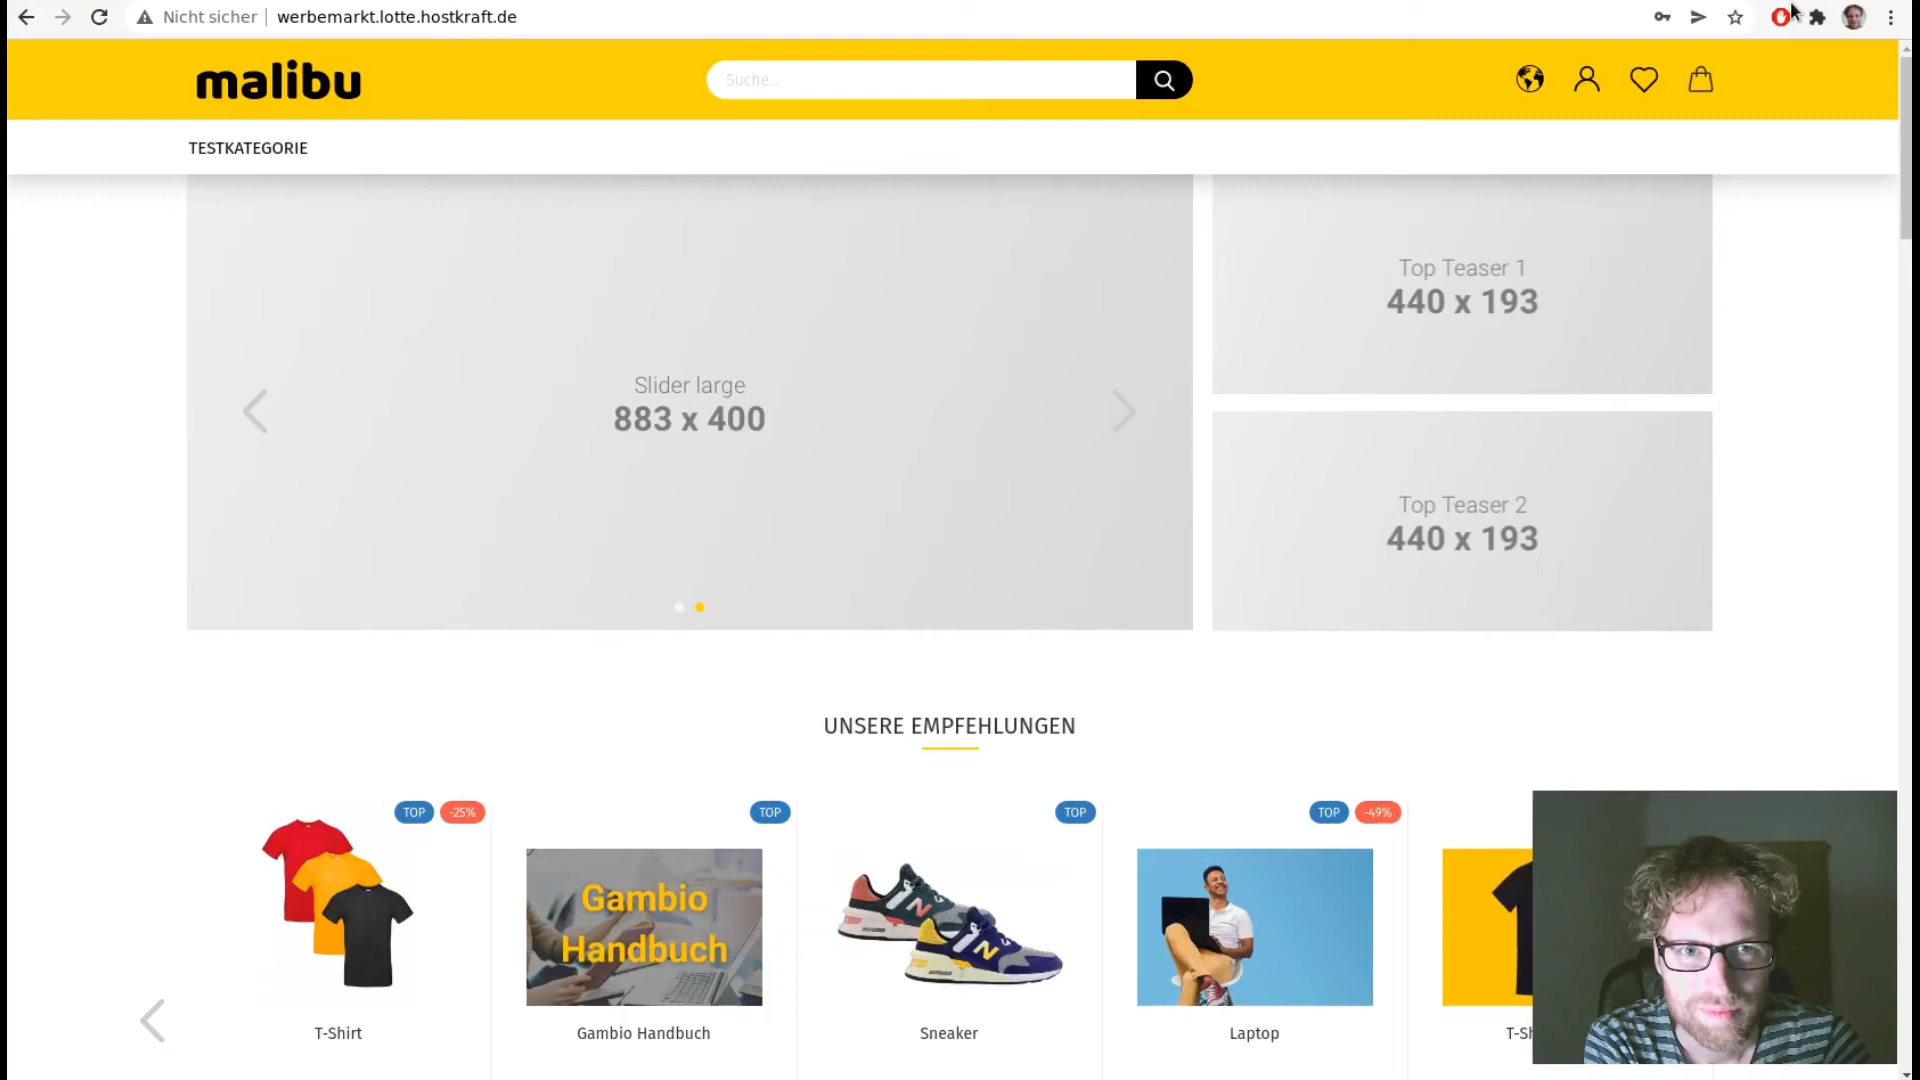 Nicht sicher
werbemarkt.lotte.hostkraft.de
malibu
Suche...
TESTKATEGORIE
Slider large
883 x 400
Top Teaser 1
440 x 193
Top Teaser 2
440 x 193
UNSERE EMPFEHLUNGEN
TOP
-25%
TOP
TOP
TOP
-49%
Gambio
Handbuch
T-Shirt
Gambio Handbuch
Sneaker
Laptop